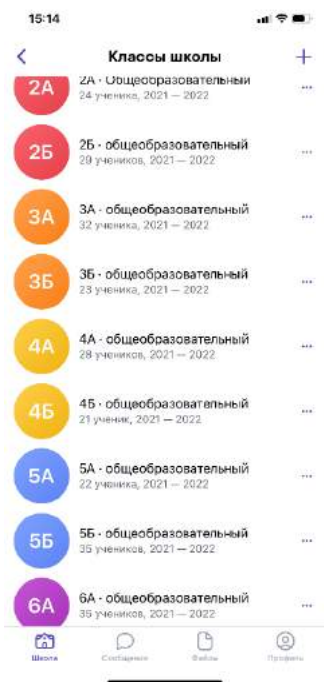 15:14
Классы школы
2А
2А · Общеобразовательный
24 ученика, 2021 — 2022
2Б
2Б · общеобразовательный
29 учеников, 2021 — 2022
3А
3А · общеобразовательный
32 ученика, 2021 — 2022
3Б
3Б · общеобразовательный
23 ученика, 2021 — 2022
4А
4А · общеобразовательный
28 учеников, 2021 — 2022
4Б
4Б · общеобразовательный
21 ученик, 2021 — 2022
5А
5А · общеобразовательный
22 ученика, 2021 — 2022
5Б
5Б · общеобразовательный
35 учеников, 2021 — 2022
6А
6А · общеобразовательный
35 учеников, 2021 — 2022
Школа
Сообщения
Файлы
Профиль